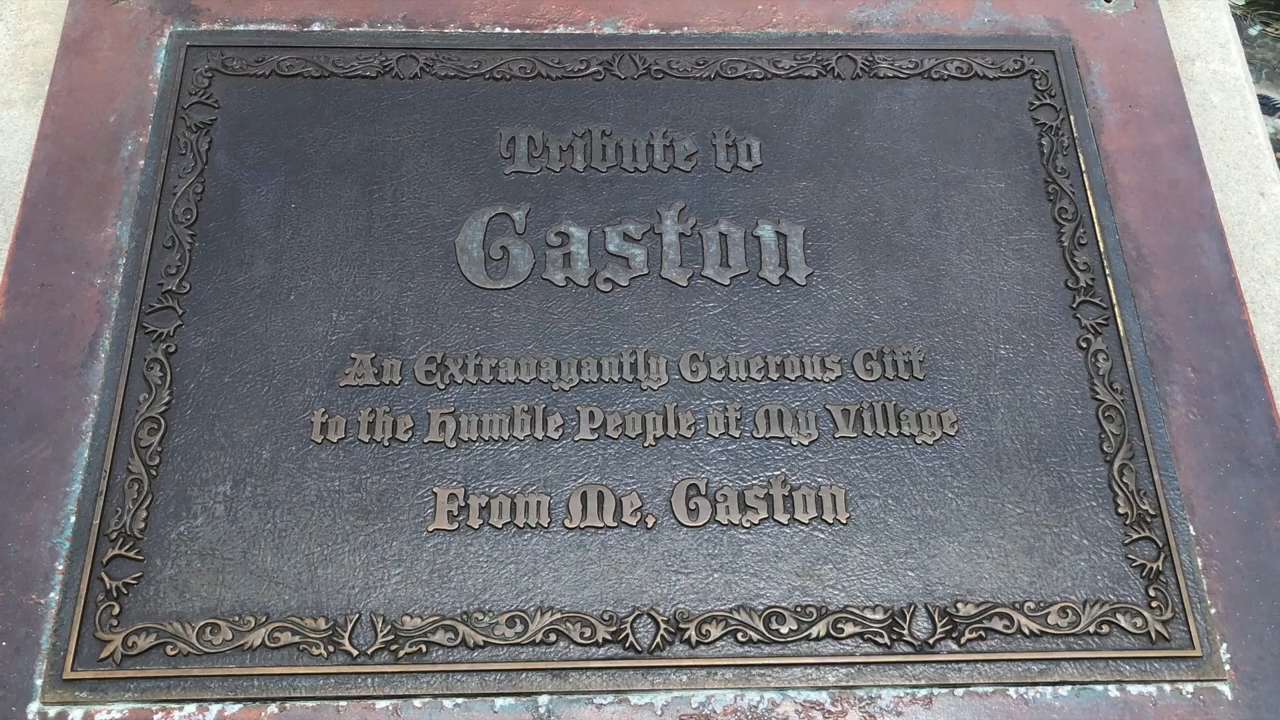 Tribute to
Gaston
An Extravagantly Generous Gift
to the Humble People of My Village
From Me, Gaston